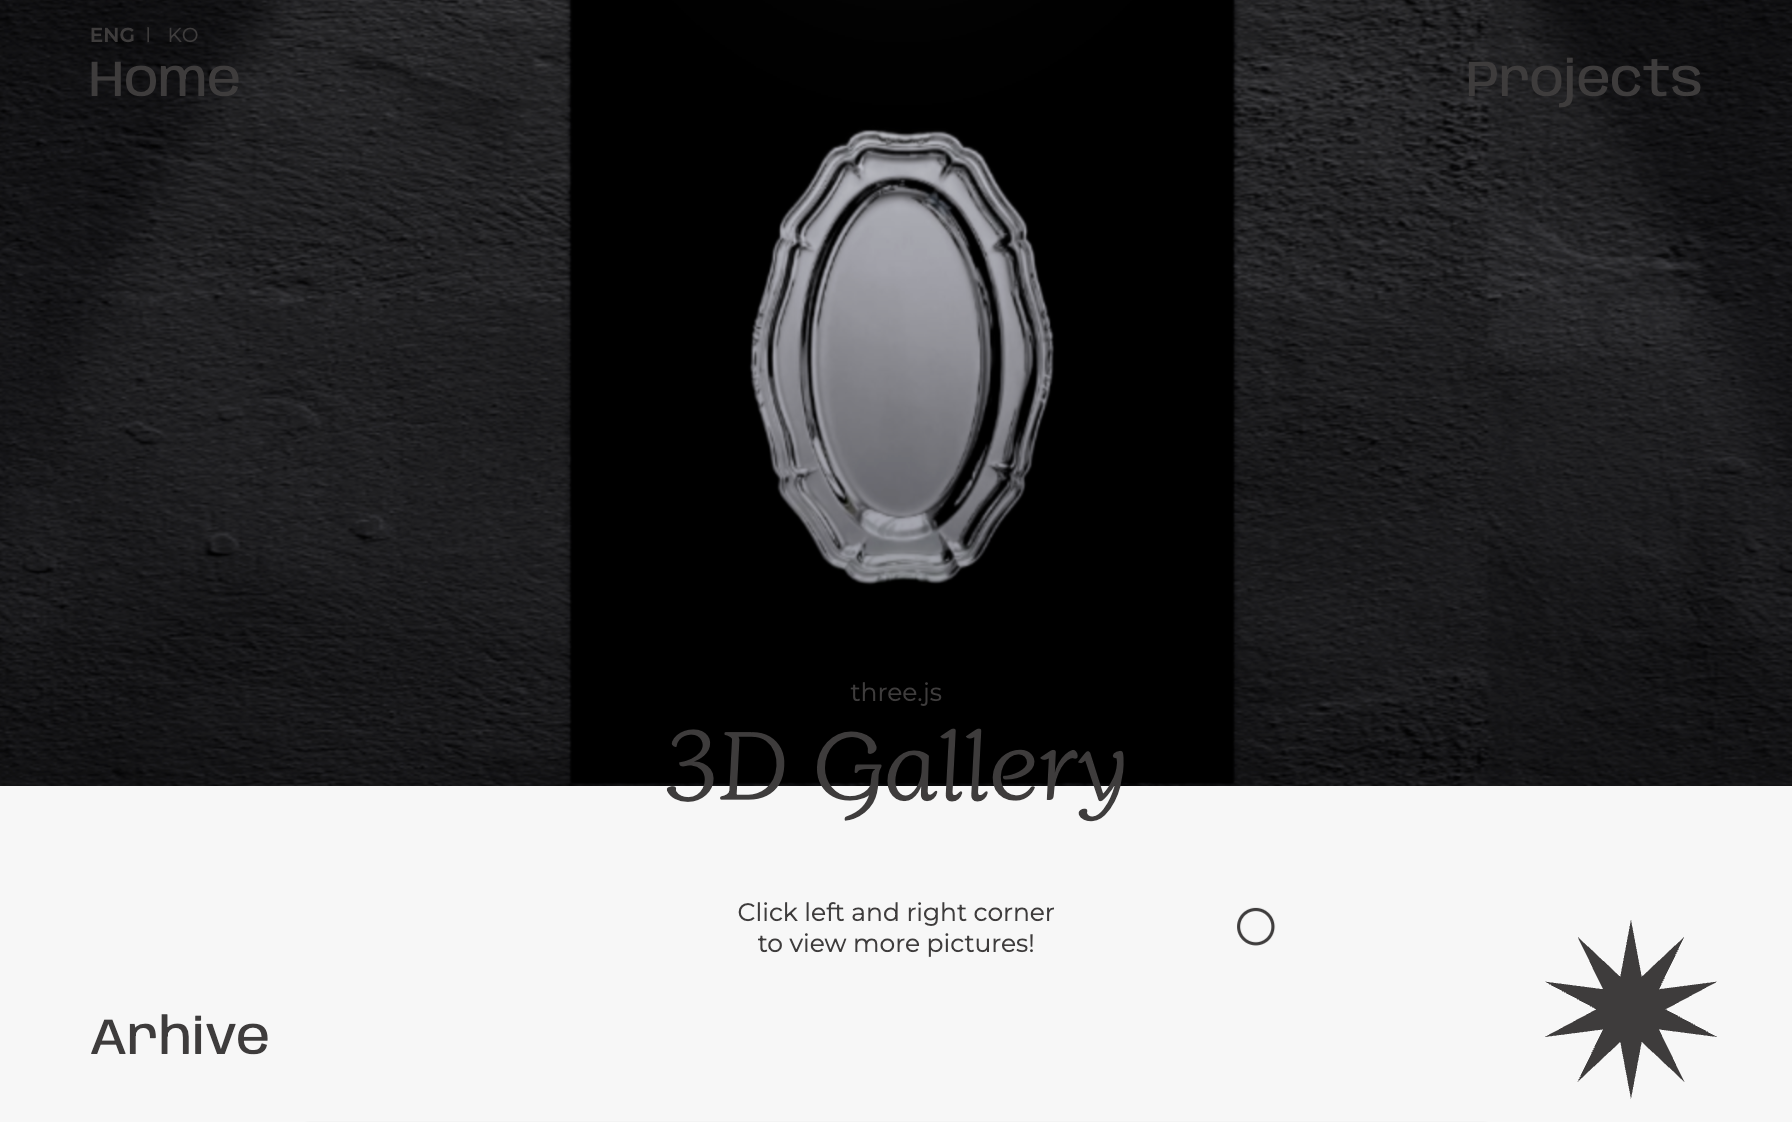 ENG | KO
Home
Projects
three.js
3D Gallery
Click left and right corner
to view more pictures!
Arhive